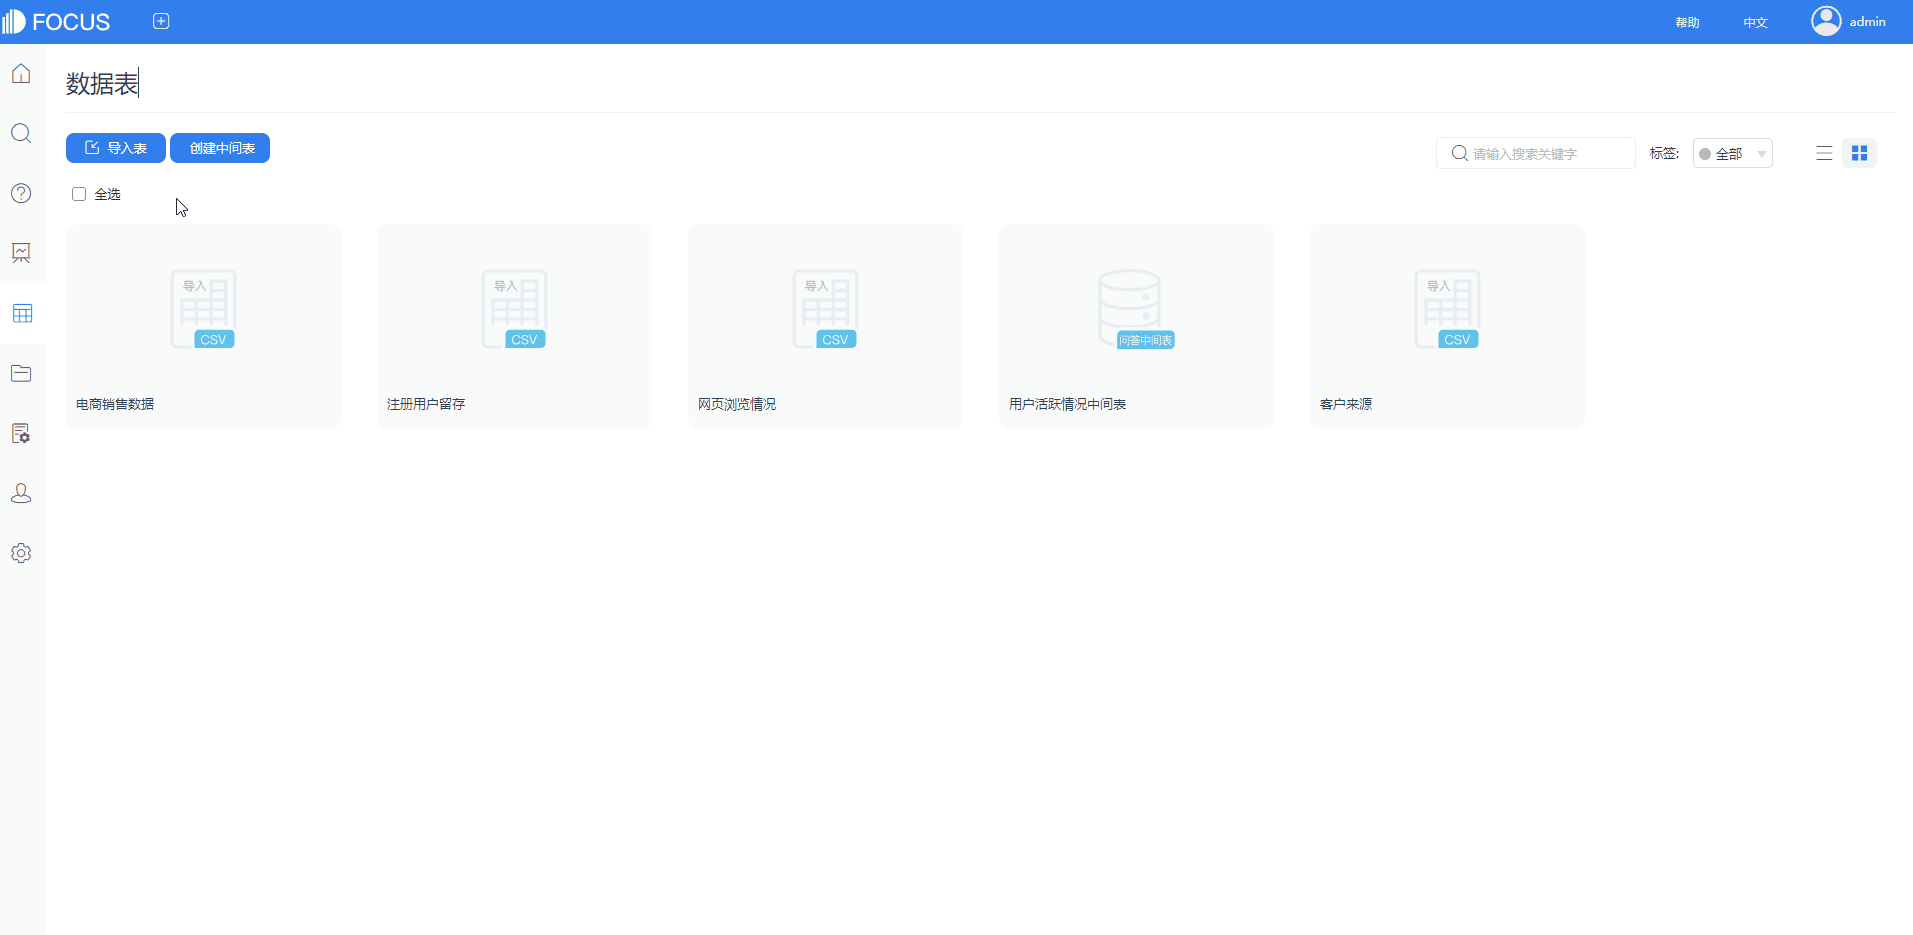 FOCUS
帮助
中文
admin
数据表
导入表
创建中间表
请输入搜索关键字
标签:
全部
全选
导入
CSV
电商销售数据
导入
CSV
注册用户留存
导入
CSV
网页浏览情况
问答中间表
用户活跃情况中间表
导入
CSV
客户来源